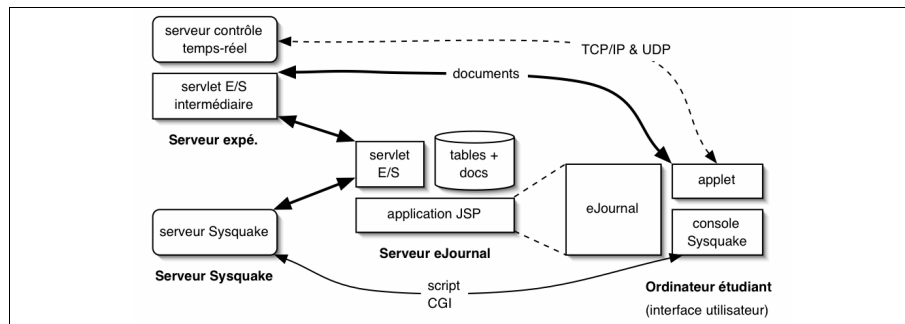 serveur contrôle
temps-réel
TCP/IP & UDP
documents
servlet E/S
intermédiaire
Serveur expé.
servlet
E/S
tables +
docs
applet
eJournal
application JSP
console
Sysquake
serveur Sysquake
Serveur eJournal
Serveur Sysquake
script
CGI
Ordinateur étudiant
(interface utilisateur)